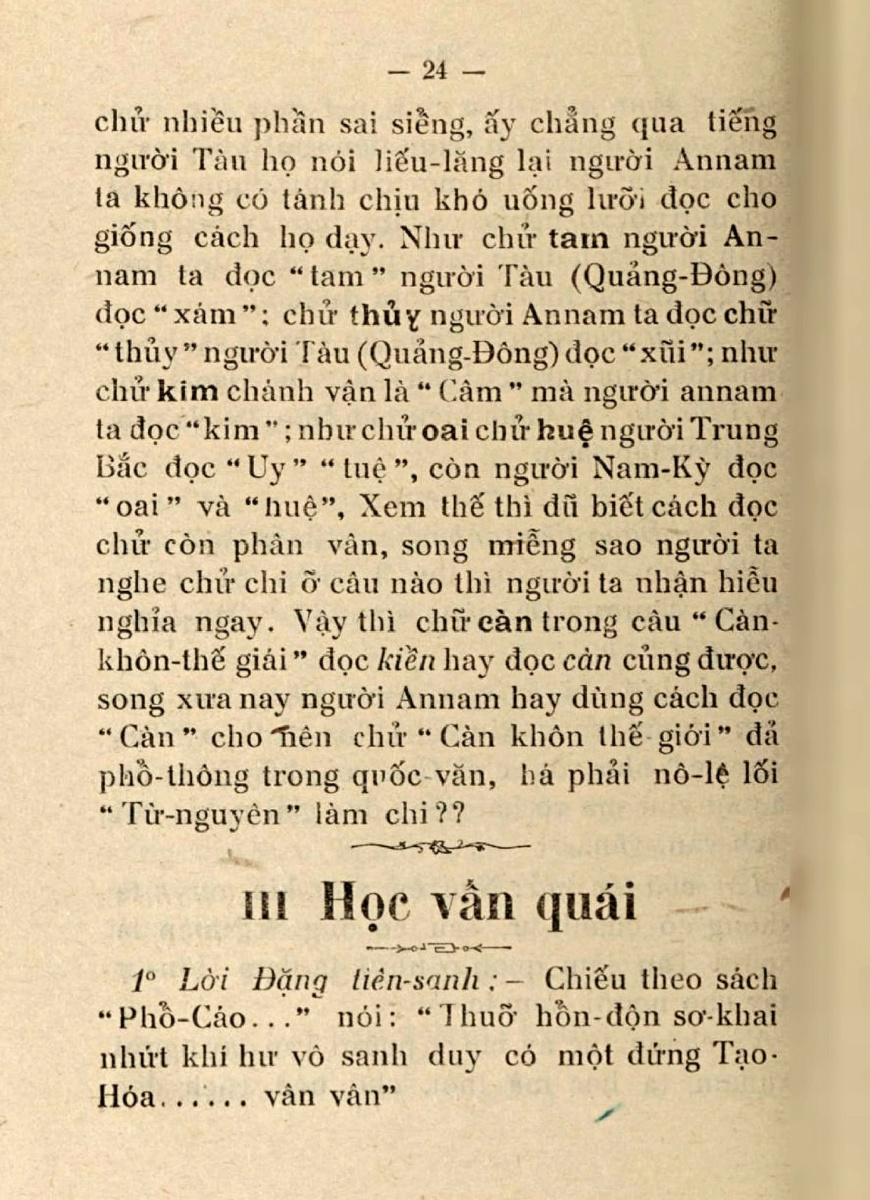 — 24 —
chử nhiều phần sai siềng, ấy chẳng qua tiếng
người Tàu họ nói liếu-lăng lại người Annam
ta không có tánh chịu khó uống lưỡi đọc cho
giống cách họ dạy. Như chử tam người An-
nam ta đọc “tam” người Tàu (Quảng-Đông)
đọc “xám”; chử thủy người Annam ta đọc chữ
“thủy” người Tàu (Quảng-Đông) đọc “xũi”; như
chử kim chánh vận là “Câm” mà người annam
ta đọc “kim”; như chử oai chử huệ người Trung
Bắc đọc “Uy” “tuệ”, còn người Nam-Kỳ đọc
“oai” và “huệ”, Xem thế thì đũ biết cách đọc
chử còn phân vân, song miễng sao người ta
nghe chử chi ỡ câu nào thì người ta nhận hiễu
nghỉa ngay. Vậy thì chữ càn trong câu “Càn-
khôn-thế giái” đọc kiền hay đọc càn củng được,
song xưa nay người Annam hay dùng cách đọc
“Càn” cho nên chử “Càn khôn thế giới” đả
phổ-thông trong quốc-văn, há phải nô-lệ lối
“Từ-nguyên” làm chi??
III Học vấn quái
1º Lời Đặng tiên-sanh: — Chiếu theo sách
“Phổ-Cáo...” nói: “Thuở hồn-độn sơ-khai
nhứt khí hư vô sanh duy có một đứng Tạo-
Hóa...... vân vân”